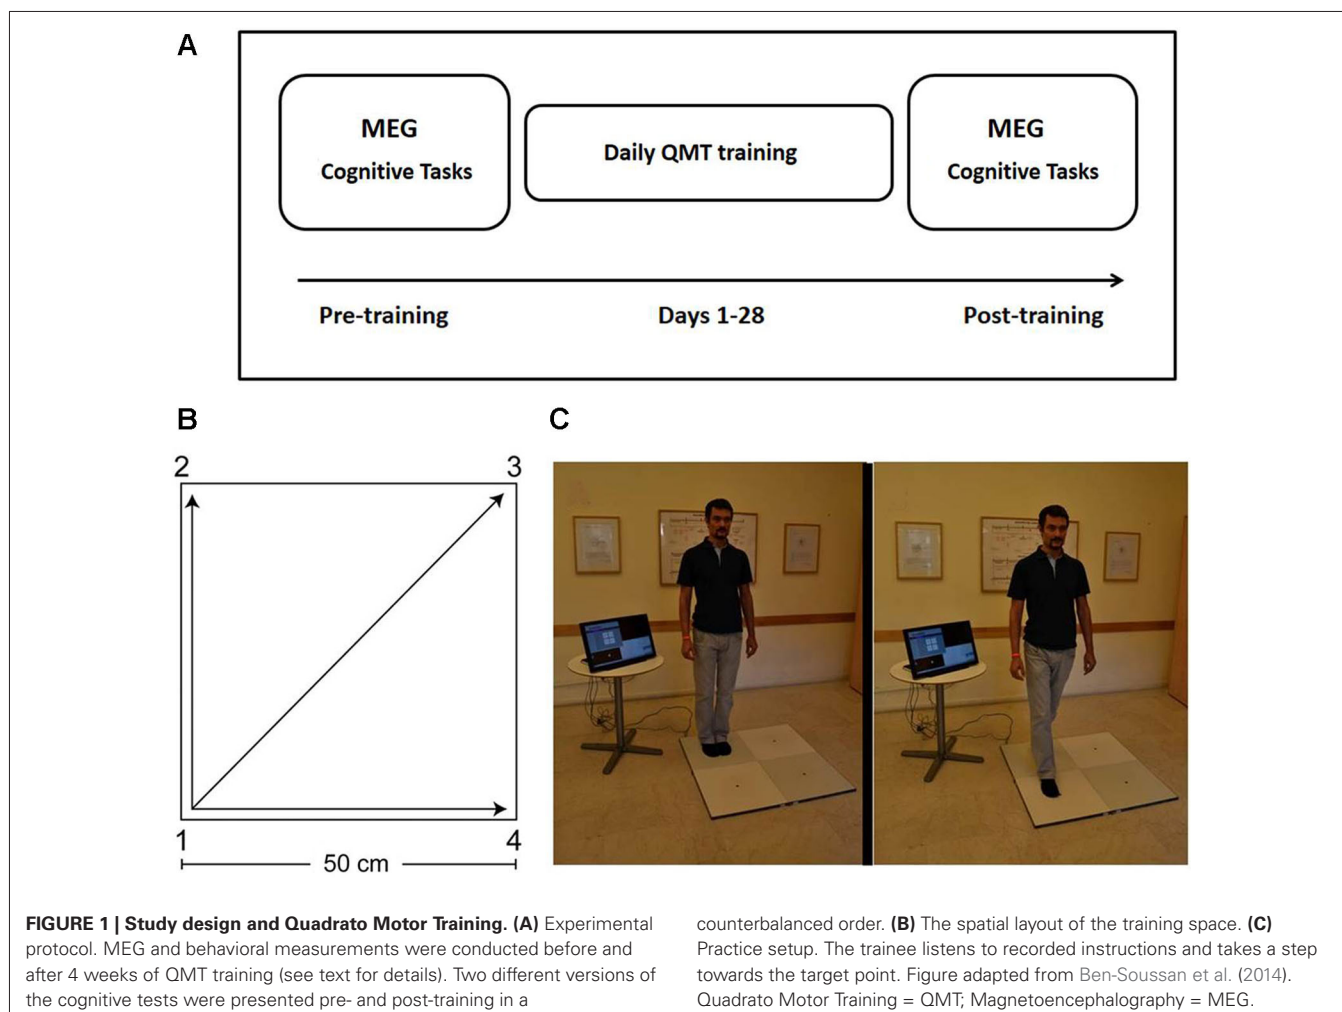 A
MEG
Cognitive Tasks
Daily QMT training
MEG
Cognitive Tasks
Pre-training
Days 1-28
Post-training
B
2
3
1
4
50 cm
C
FIGURE 1 | Study design and Quadrato Motor Training. (A) Experimental
protocol. MEG and behavioral measurements were conducted before and
after 4 weeks of QMT training (see text for details). Two different versions of
the cognitive tests were presented pre- and post-training in a
counterbalanced order. (B) The spatial layout of the training space. (C)
Practice setup. The trainee listens to recorded instructions and takes a step
towards the target point. Figure adapted from Ben-Soussan et al. (2014).
Quadrato Motor Training = QMT; Magnetoencephalography = MEG.